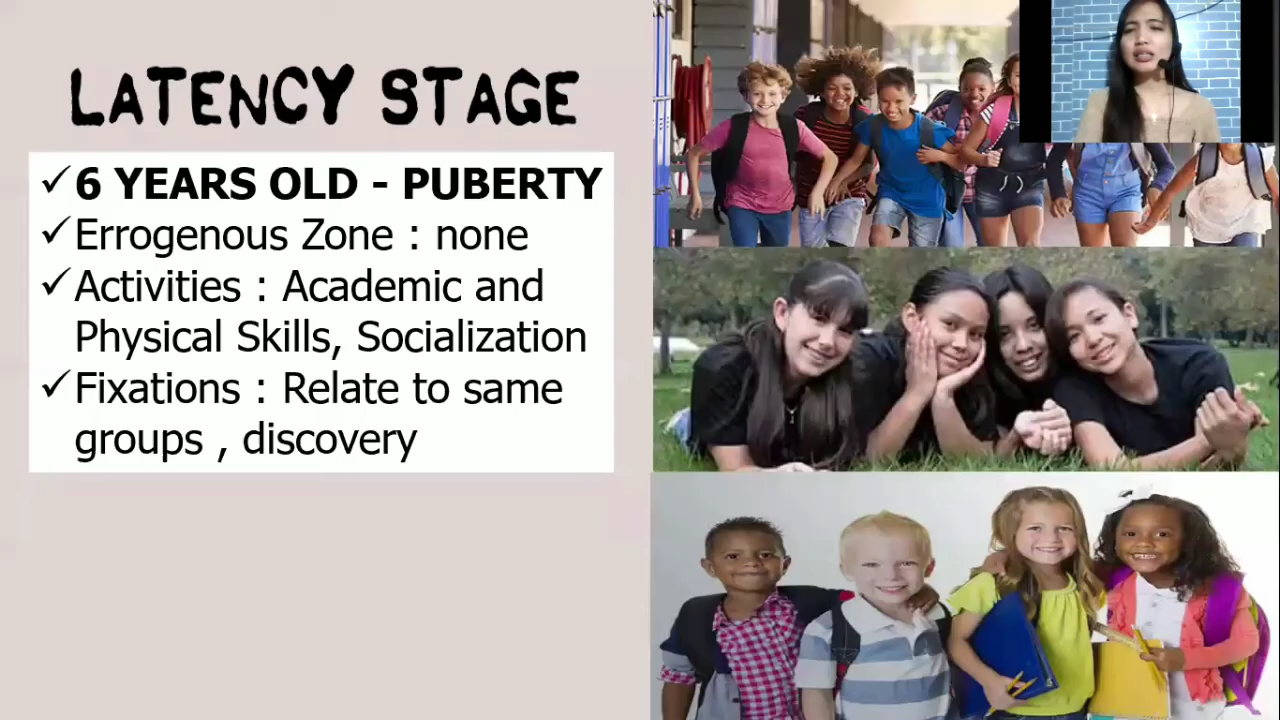 LATENCY STAGE
✓6 YEARS OLD - PUBERTY
✓Errogenous Zone : none
✓Activities : Academic and
Physical Skills, Socialization
✓Fixations : Relate to same
groups , discovery